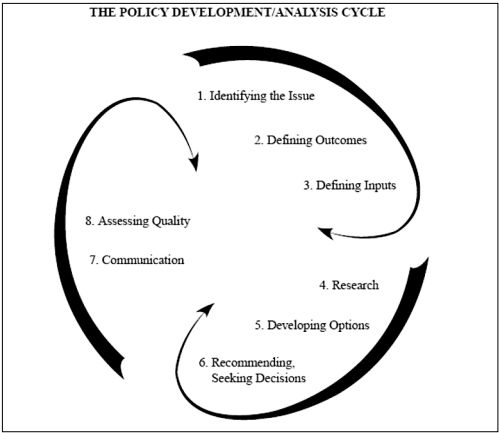 THE POLICY DEVELOPMENT/ANALYSIS CYCLE
1. Identifying the Issue
2. Defining Outcomes
3. Defining Inputs
4. Research
5. Developing Options
6. Recommending,
Seeking Decisions
7. Communication
8. Assessing Quality